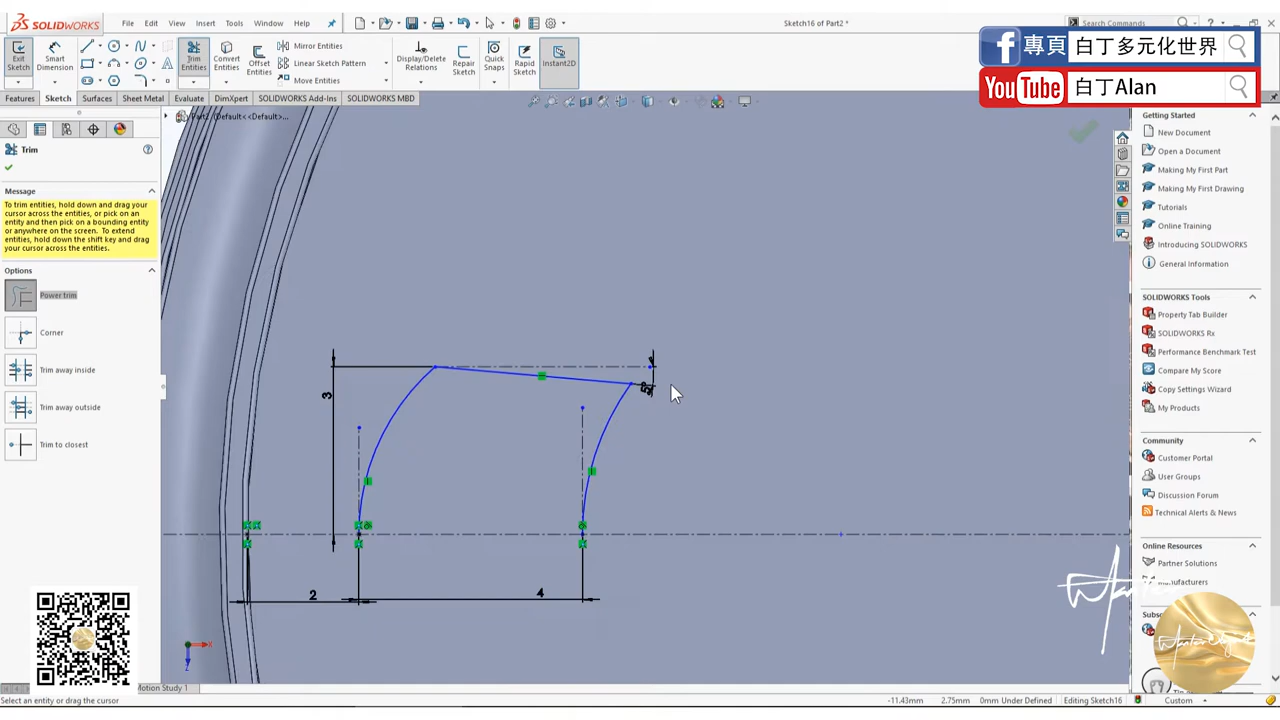 SOLIDWORKS
File
Edit
View
Insert
Tools
Window
Help
Sketch16 of Part2 *
Search Commands
專頁
白丁多元化世界
YouTube
白丁Alan
Exit Sketch
Smart Dimension
Trim Entities
Convert Entities
Offset Entities
Mirror Entities
Linear Sketch Pattern
Move Entities
Display/Delete Relations
Repair Sketch
Quick Snaps
Rapid Sketch
Instant2D
Features
Sketch
Surfaces
Sheet Metal
Evaluate
DimXpert
SOLIDWORKS Add-Ins
SOLIDWORKS MBD
Part2 (Default<<Default>...
Trim
Message
To trim entities, hold down and drag your
cursor across the entities, or pick on an
entity and then pick on a bounding entity
or anywhere on the screen. To extend
entities, hold down the shift key and drag
your cursor across the entities.
Options
Power trim
Corner
Trim away inside
Trim away outside
Trim to closest
3
2
4
X
Z
Getting Started
New Document
Open a Document
Making My First Part
Making My First Drawing
Tutorials
Online Training
Introducing SOLIDWORKS
General Information
SOLIDWORKS Tools
Property Tab Builder
SOLIDWORKS Rx
Performance Benchmark Test
Compare My Score
Copy Settings Wizard
My Products
Community
Customer Portal
User Groups
Discussion Forum
Technical Alerts & News
Online Resources
Partner Solutions
Motion Study 1
Select an entity or drag the cursor
-11.43mm
2.75mm
0mm
Under Defined
Editing Sketch16
Custom